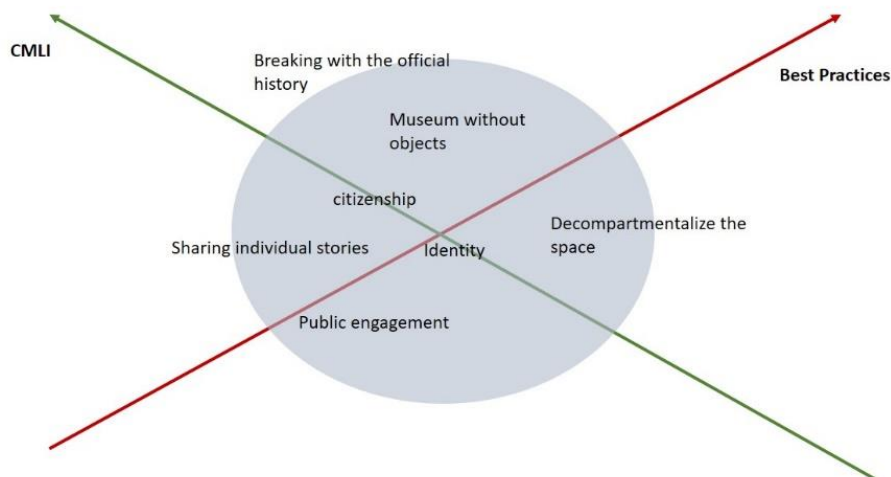 CMLI
Breaking with the official
history
Best Practices
Museum without
objects
citizenship
Sharing individual stories
Identity
Decompartmentalize the
space
Public engagement